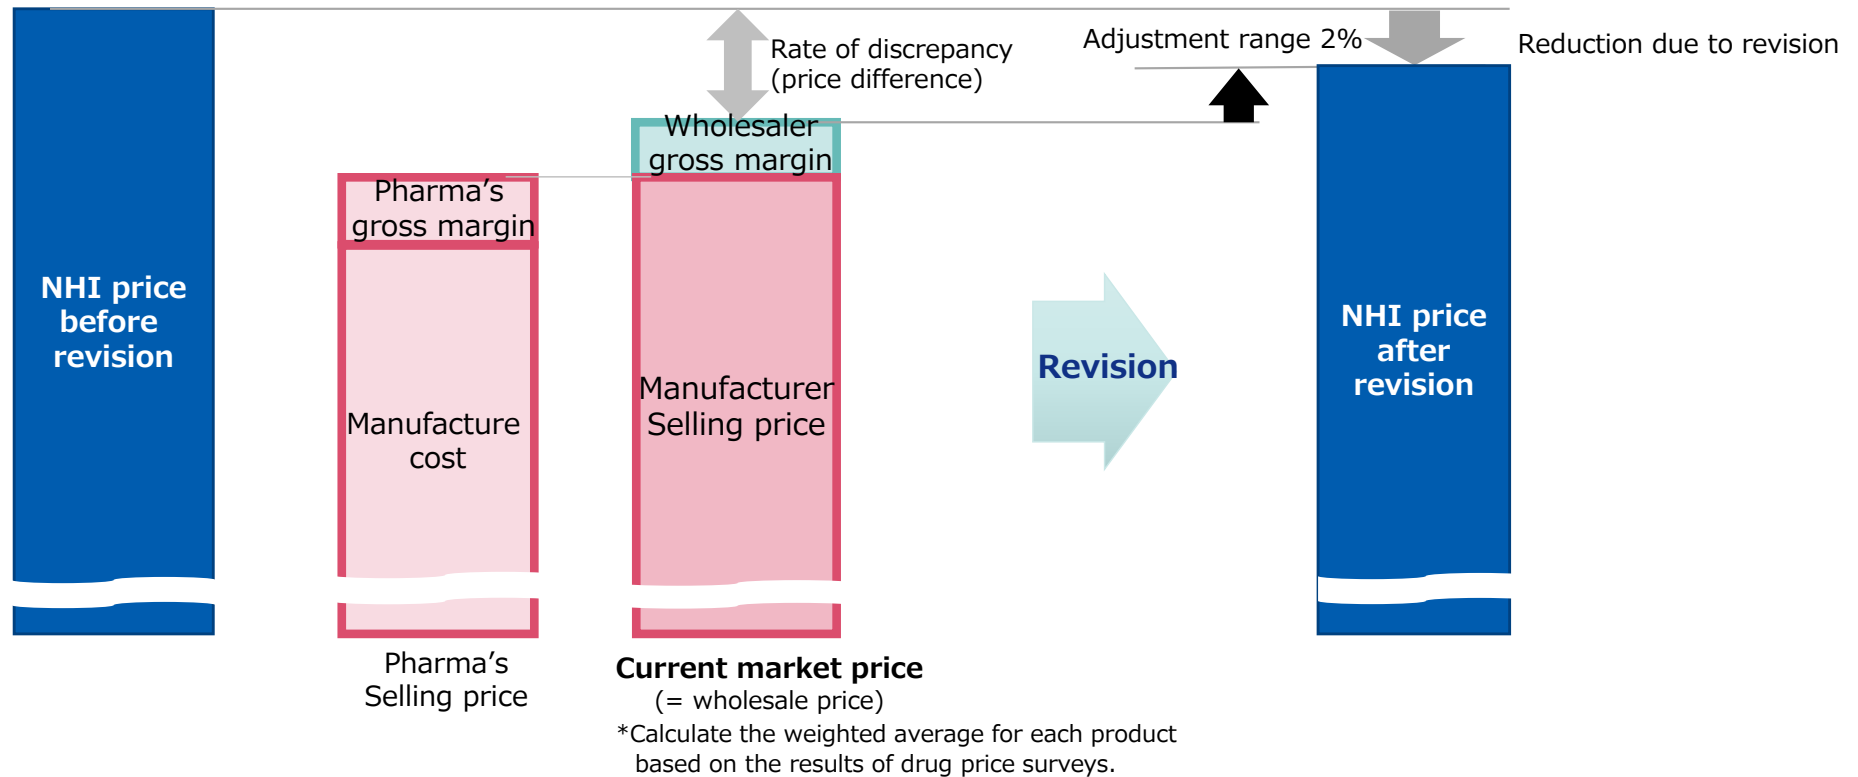 Rate of discrepancy
(price difference)
Adjustment range 2%
Reduction due to revision
Wholesaler
gross margin
Pharma’s
gross margin
NHI price
before
revision
Manufacture
cost
Manufacturer
Selling price
Revision
NHI price
after
revision
Pharma’s
Selling price
Current market price
(= wholesale price)
*Calculate the weighted average for each product
based on the results of drug price surveys.